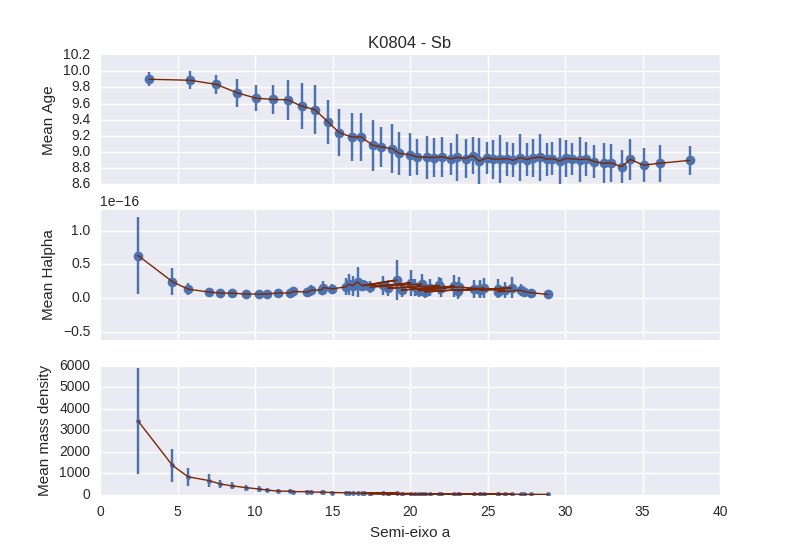 K0804 - Sb
10.2
10.0
9.8
9.6
9.4
9.2
9.0
8.8
8.6
Mean Age
1e−16
1.0
0.5
0.0
−0.5
Mean Halpha
6000
5000
4000
3000
2000
1000
0
Mean mass density
0 5 10 15 20 25 30 35 40
Semi-eixo a